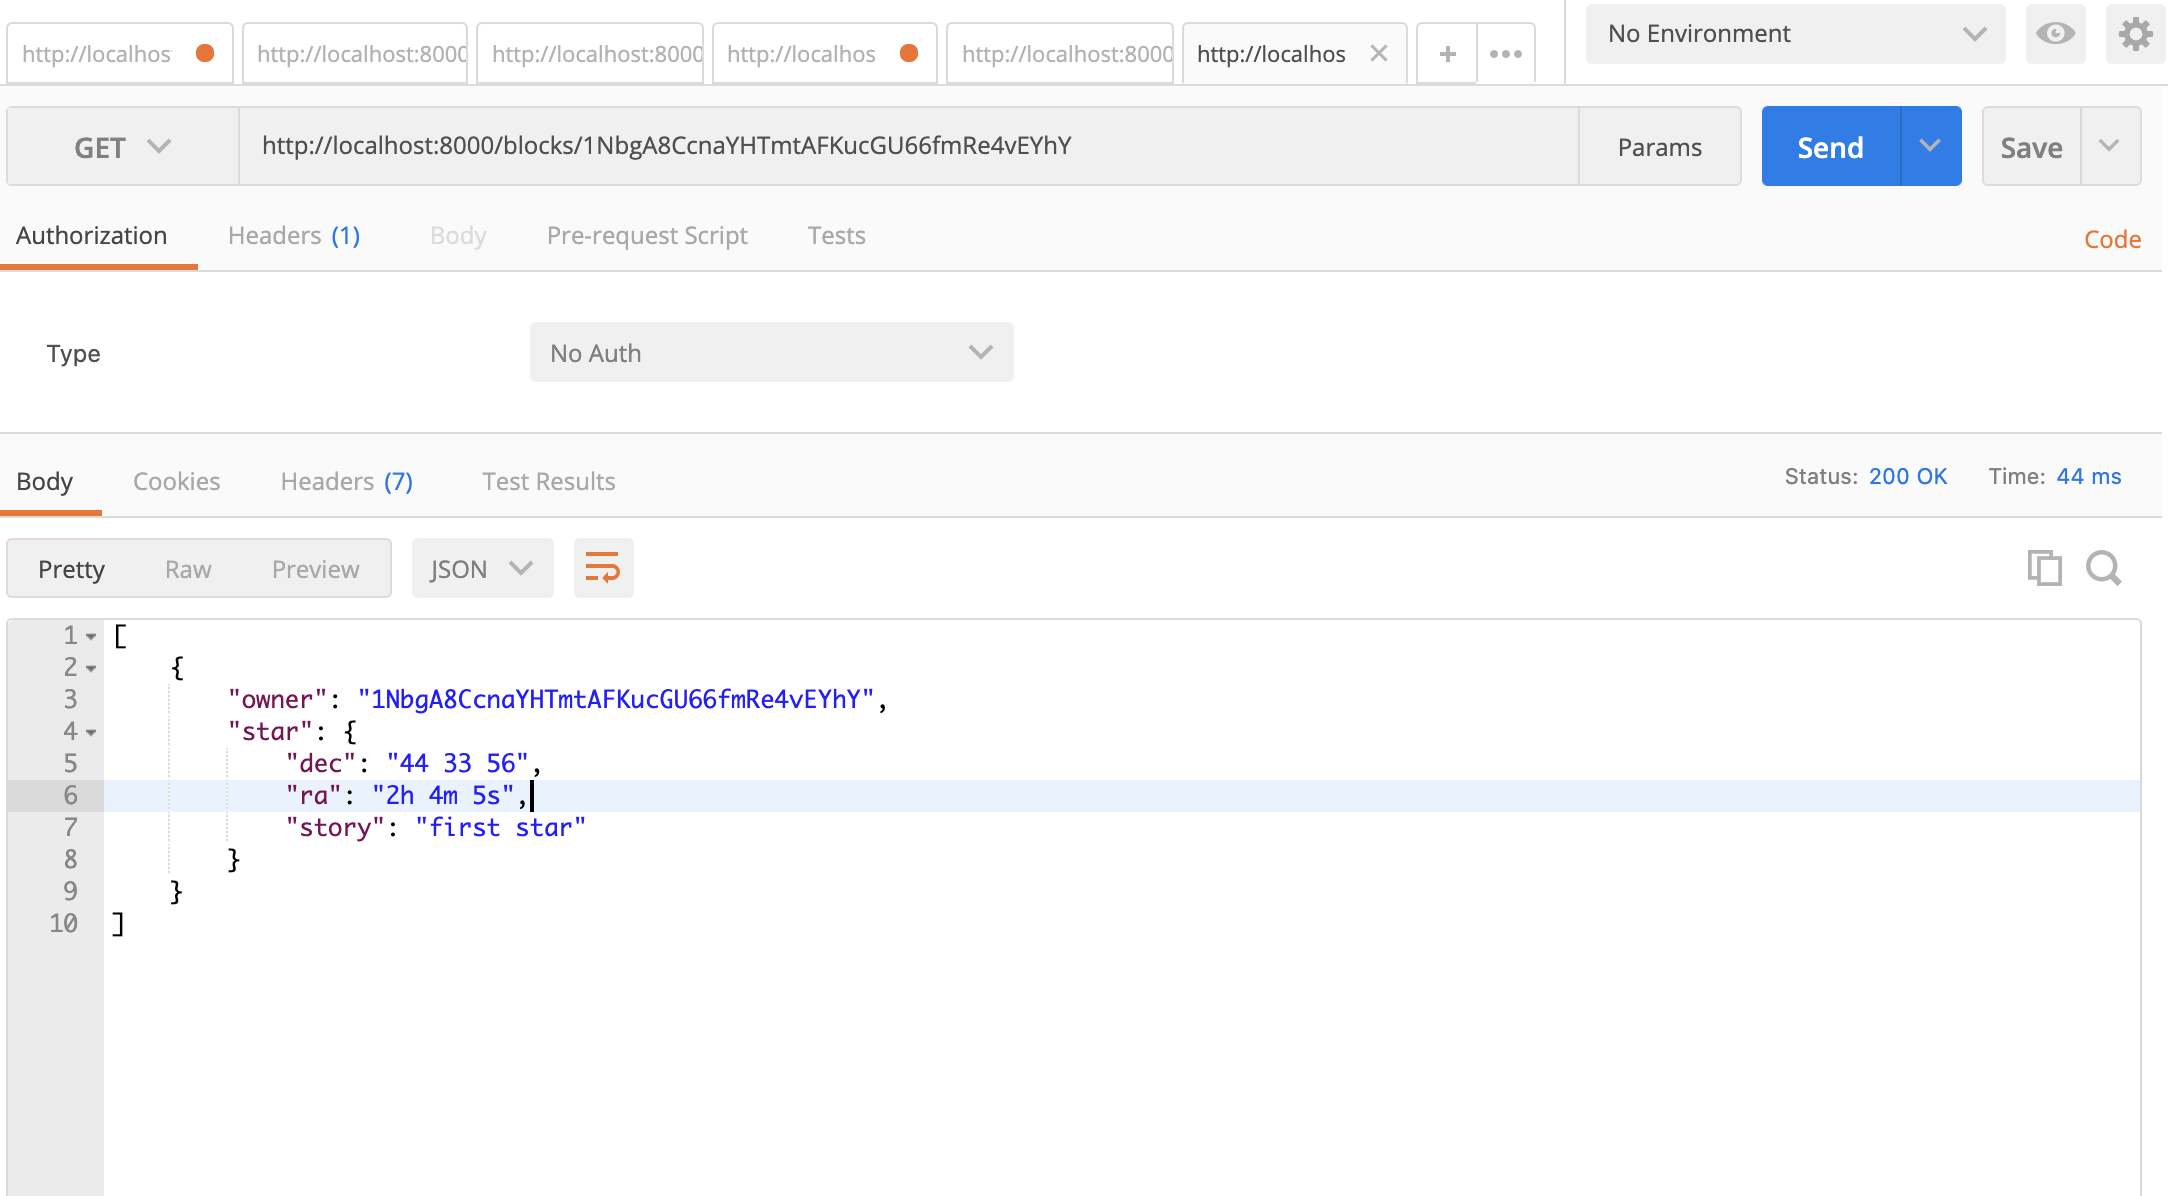 http://localhos http://localhost:8000 http://localhost:8000 http://localhos http://localhost:8000 http://localhos No Environment
GET http://localhost:8000/blocks/1NbgA8CcnaYHTmtAFKucGU66fmRe4vEYhY Params Send Save
Authorization Headers (1) Body Pre-request Script Tests Code
Type No Auth
Body Cookies Headers (7) Test Results Status: 200 OK Time: 44 ms
Pretty Raw Preview JSON
1 [
2 {
3 "owner": "1NbgA8CcnaYHTmtAFKucGU66fmRe4vEYhY",
4 "star": {
5 "dec": "44 33 56",
6 "ra": "2h 4m 5s",
7 "story": "first star"
8 }
9 }
10 ]